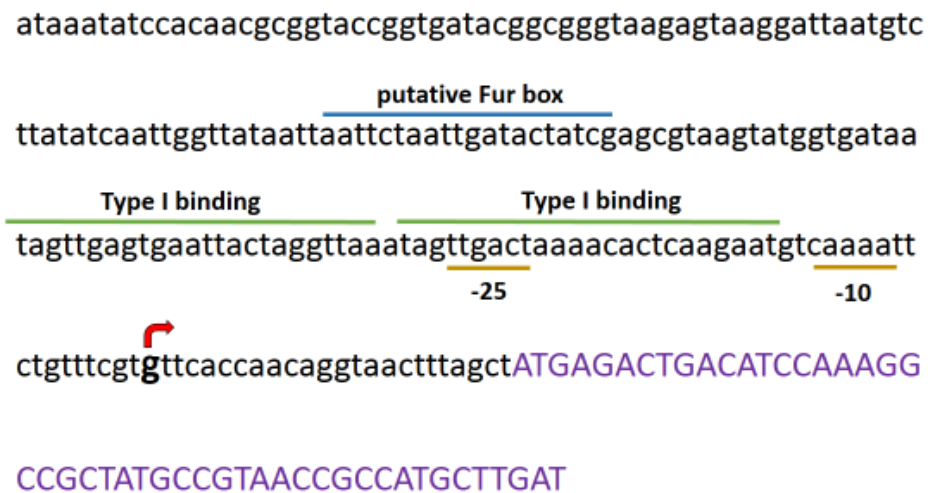 ataaatatccacaacgcggtaccggtgatacggcgggtaagagtaaggattaatgtc
putative Fur box
ttatatcaattggttataattaattctaattgatactatcgagcgtaagtatggtgataa
Type I binding Type I binding
tagttgagtgaattactaggttaaatagttgactaaaacactcaagaatgtcaaaatt
-25 -10
ctgtttcgtgttcaccaacaggtaactttagctATGAGACTGACATCCAAAGG
CCGCTATGCCGTAACCGCCATGCTTGAT